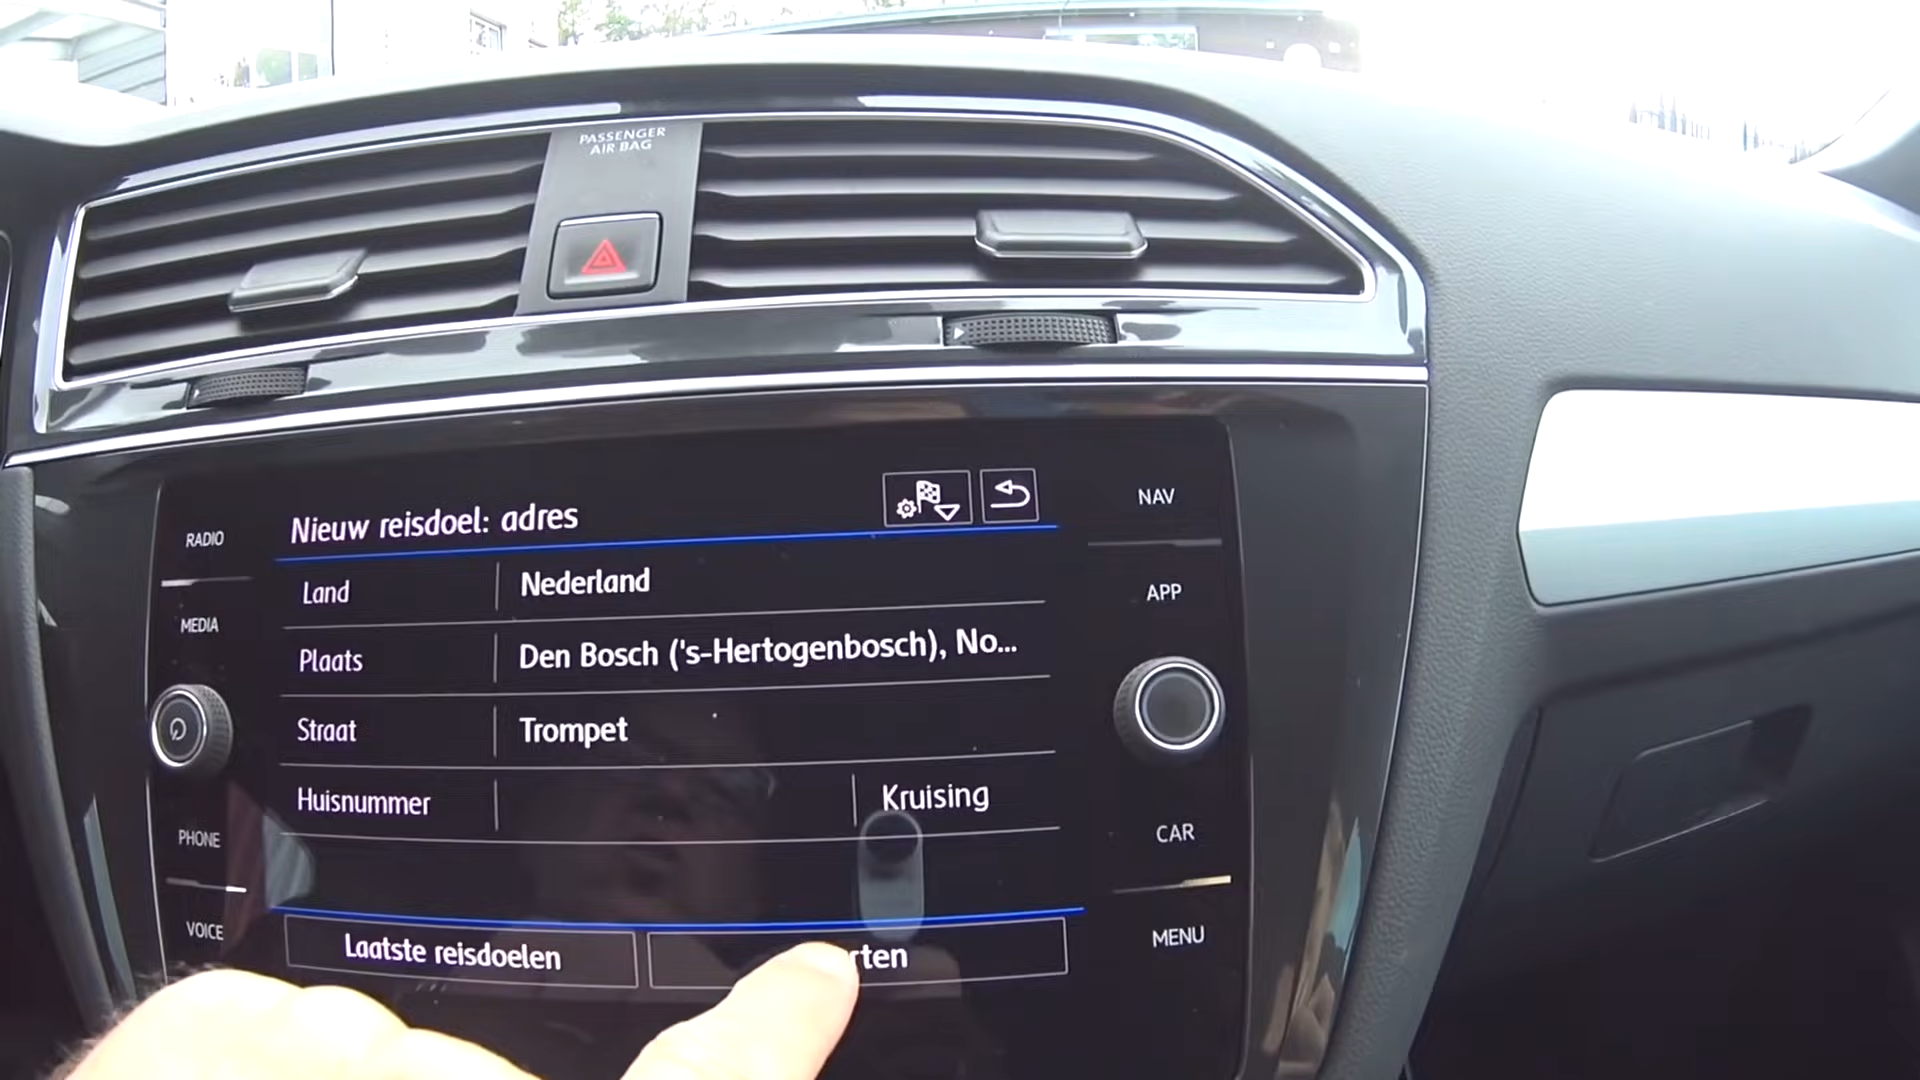 PASSENGER
AIR BAG
RADIO
MEDIA
PHONE
VOICE
Nieuw reisdoel: adres
Land Nederland
Plaats Den Bosch ('s-Hertogenbosch), No...
Straat Trompet
Huisnummer Kruising
Laatste reisdoelen
NAV
APP
CAR
MENU